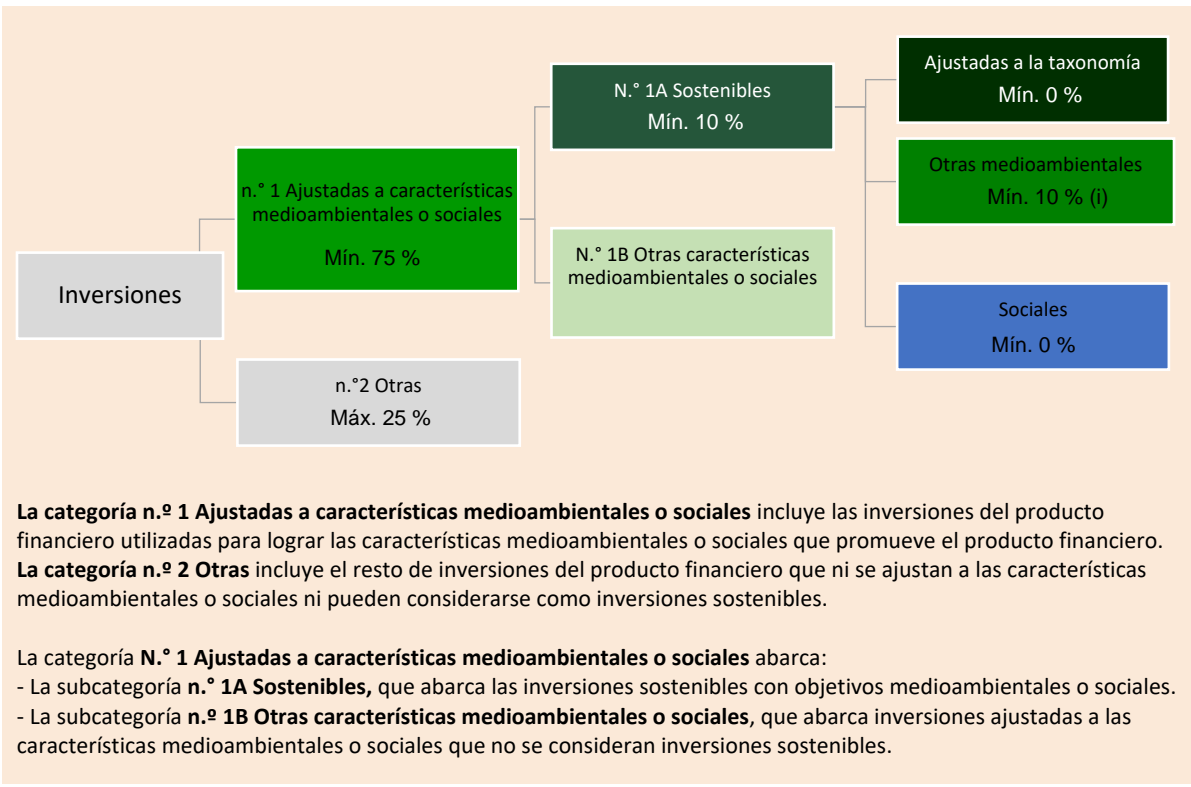 Inversiones
n.° 1 Ajustadas a características
medioambientales o sociales
Mín. 75 %
n.°2 Otras
Máx. 25 %
N.° 1A Sostenibles
Mín. 10 %
N.° 1B Otras características
medioambientales o sociales
Ajustadas a la taxonomía
Mín. 0 %
Otras medioambientales
Mín. 10 % (i)
Sociales
Mín. 0 %
La categoría n.º 1 Ajustadas a características medioambientales o sociales incluye las inversiones del producto
financiero utilizadas para lograr las características medioambientales o sociales que promueve el producto financiero.
La categoría n.º 2 Otras incluye el resto de inversiones del producto financiero que ni se ajustan a las características
medioambientales o sociales ni pueden considerarse como inversiones sostenibles.
La categoría N.° 1 Ajustadas a características medioambientales o sociales abarca:
- La subcategoría n.° 1A Sostenibles, que abarca las inversiones sostenibles con objetivos medioambientales o sociales.
- La subcategoría n.º 1B Otras características medioambientales o sociales, que abarca inversiones ajustadas a las
características medioambientales o sociales que no se consideran inversiones sostenibles.